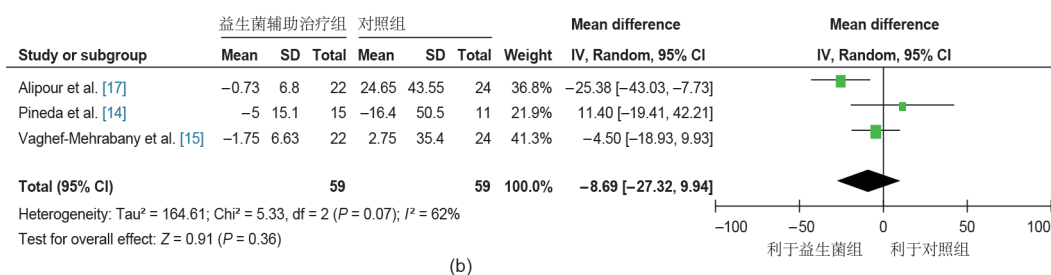 益生菌辅助治疗组 对照组 Mean difference Mean difference
Study or subgroup Mean SD Total Mean SD Total Weight IV, Random, 95% CI IV, Random, 95% CI
Alipour et al. [17] −0.73 6.8 22 24.65 43.55 24 36.8% −25.38 [−43.03, −7.73]
Pineda et al. [14] −5 15.1 15 −16.4 50.5 11 21.9% 11.40 [−19.41, 42.21]
Vaghef-Mehrabany et al. [15] −1.75 6.63 22 2.75 35.4 24 41.3% −4.50 [−18.93, 9.93]
Total (95% CI) 59 59 100.0% −8.69 [−27.32, 9.94]
Heterogeneity: Tau² = 164.61; Chi² = 5.33, df = 2 (P = 0.07); I² = 62%
Test for overall effect: Z = 0.91 (P = 0.36)
−100 −50 0 50 100
利于益生菌组 利于对照组
(b)